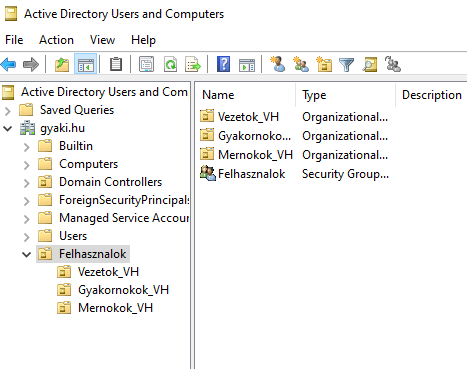 Active Directory Users and Computers
File Action View Help
Active Directory Users and Com
Saved Queries
gyaki.hu
Builtin
Computers
Domain Controllers
ForeignSecurityPrincipals
Managed Service Accour
Users
Felhasznalok
Vezetok_VH
Gyakornokok_VH
Mernokok_VH
Name Type Description
Vezetok_VH Organizational...
Gyakornoko... Organizational...
Mernokok_VH Organizational...
Felhasznalok Security Group...